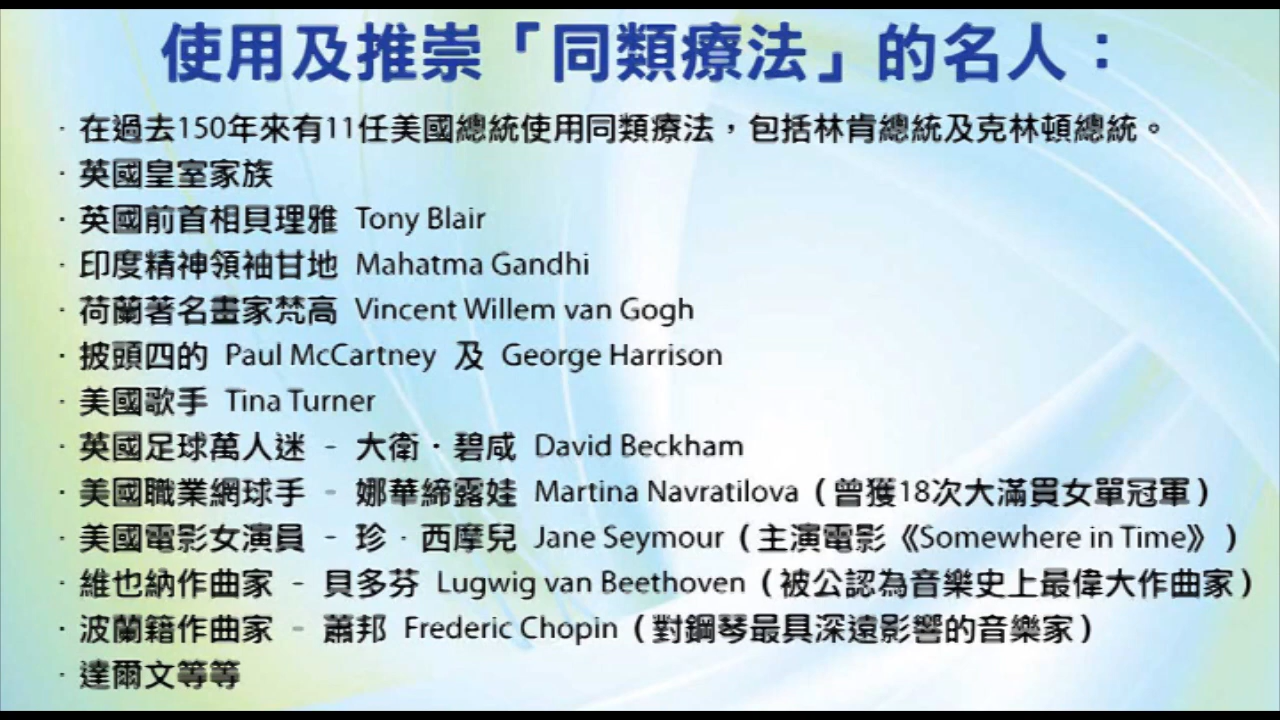 使用及推崇「同類療法」的名人：
· 在過去150年來有11任美國總統使用同類療法，包括林肯總統及克林頓總統。
· 英國皇室家族
· 英國前首相貝理雅 Tony Blair
· 印度精神領袖甘地 Mahatma Gandhi
· 荷蘭著名畫家梵高 Vincent Willem van Gogh
· 披頭四的 Paul McCartney 及 George Harrison
· 美國歌手 Tina Turner
· 英國足球萬人迷 - 大衛·碧咸 David Beckham
· 美國職業網球手 - 娜華締露娃 Martina Navratilova（曾獲18次大滿買女單冠軍）
· 美國電影女演員 - 珍·西摩兒 Jane Seymour（主演電影《Somewhere in Time》）
· 維也納作曲家 - 貝多芬 Lugwig van Beethoven（被公認為音樂史上最偉大作曲家）
· 波蘭籍作曲家 - 蕭邦 Frederic Chopin（對鋼琴最具深遠影響的音樂家）
· 達爾文等等